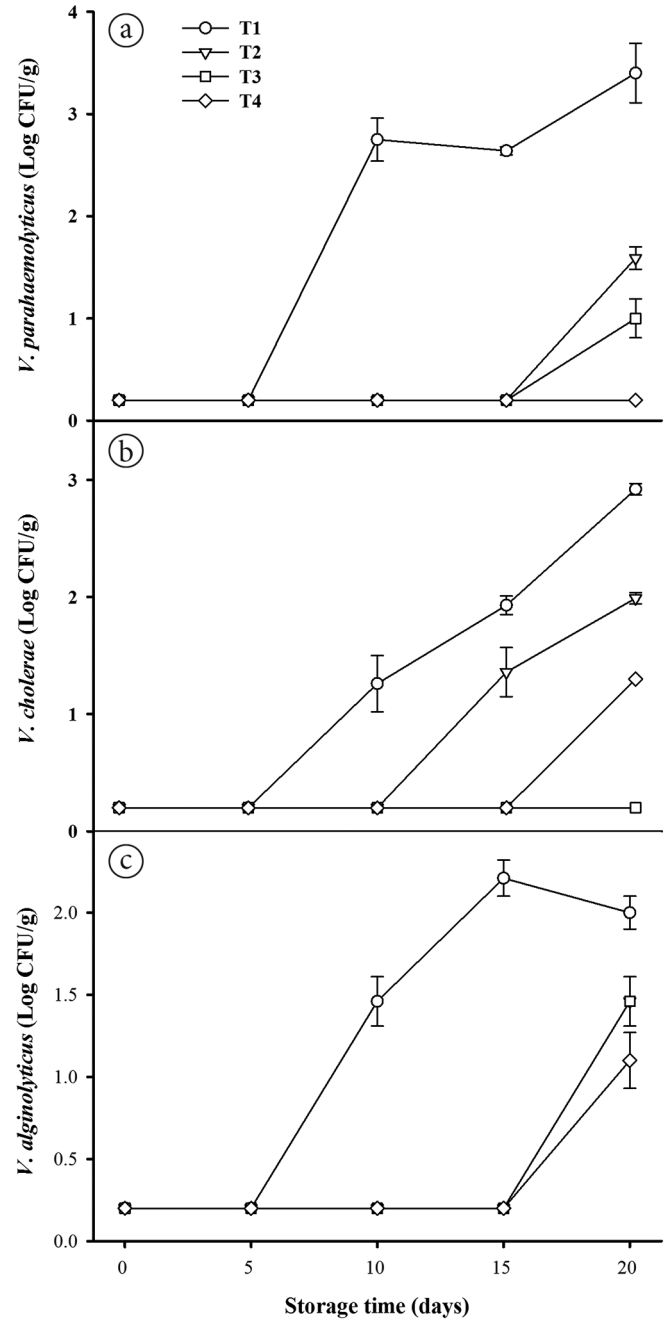 a
T1
T2
T3
T4
4
3
2
1
0
V. parahaemolyticus (Log CFU/g)
b
3
2
1
0
V. cholerae (Log CFU/g)
c
2.0
1.5
1.0
0.5
0.0
V. alginolyticus (Log CFU/g)
0 5 10 15 20
Storage time (days)